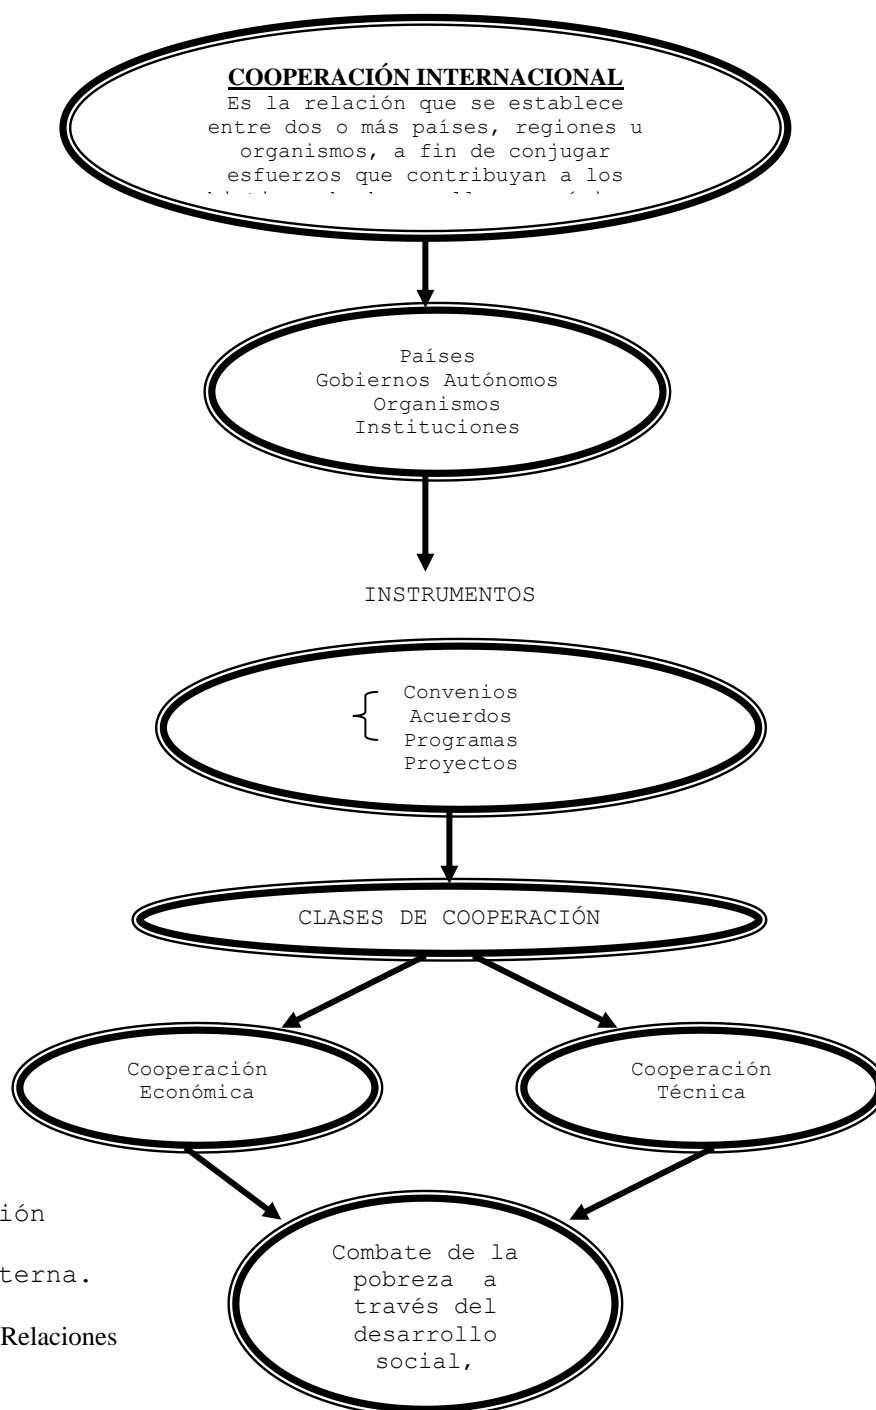 COOPERACIÓN INTERNACIONAL
Es la relación que se establece
entre dos o más países, regiones u
organismos, a fin de conjugar
esfuerzos que contribuyan a los
Países
Gobiernos Autónomos
Organismos
Instituciones
INSTRUMENTOS
Convenios
Acuerdos
Programas
Proyectos
CLASES DE COOPERACIÓN
Cooperación
Económica
Cooperación
Técnica
ión
terna.
Relaciones
Combate de la
pobreza a
través del
desarrollo
social,